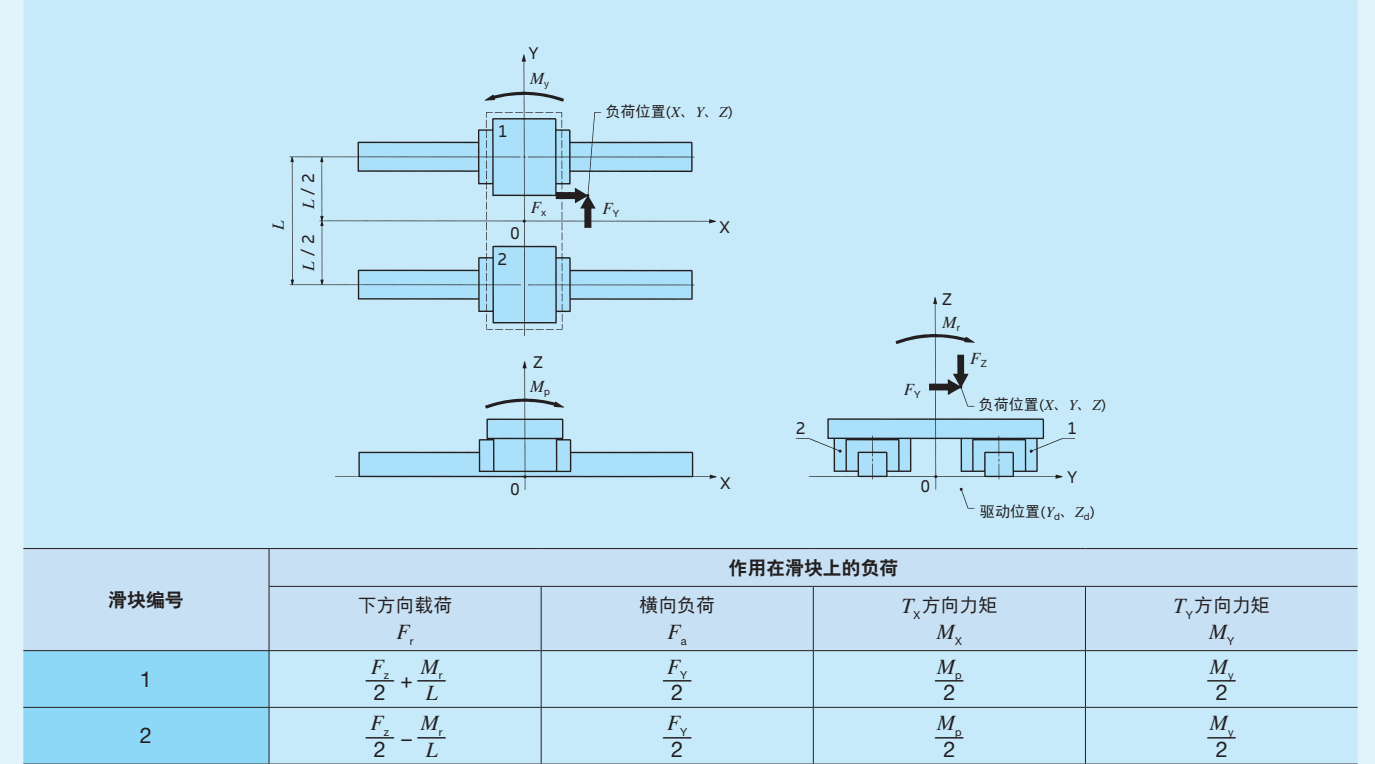 Y
My
负荷位置(X、Y、Z)
1
L / 2
L
Fx
FY
X
0
L / 2
2
Z
Mr
FZ
FY
负荷位置(X、Y、Z)
2
1
0
Y
驱动位置(Yd、Zd)
Z
Mp
0
X
滑块编号
作用在滑块上的负荷
下方向载荷
Fr
横向负荷
Fa
TX方向力矩
MX
TY方向力矩
MY
1
Fz/2 + Mr/L
FY/2
Mp/2
My/2
2
Fz/2 − Mr/L
FY/2
Mp/2
My/2